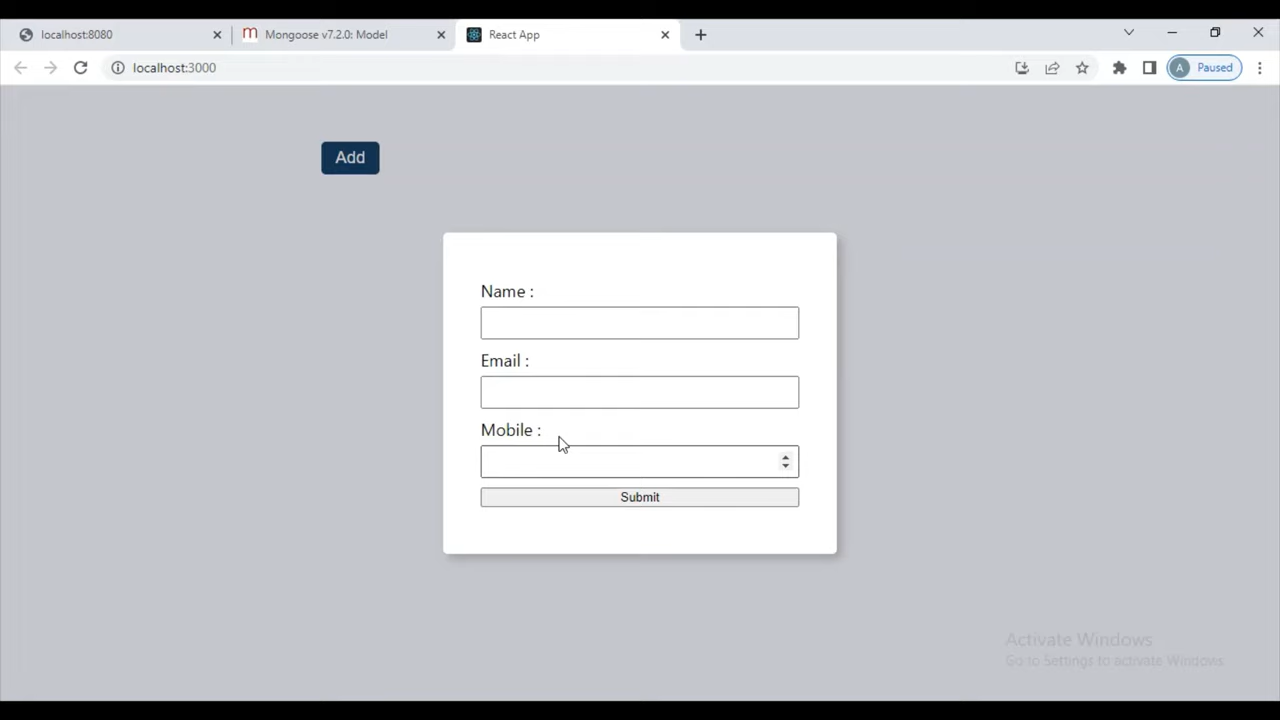 localhost:8080
Mongoose v7.2.0: Model
React App
localhost:3000
A
Paused
Add
Name :
Email :
Mobile :
Submit
Activate Windows
Go to Settings to activate Windows.